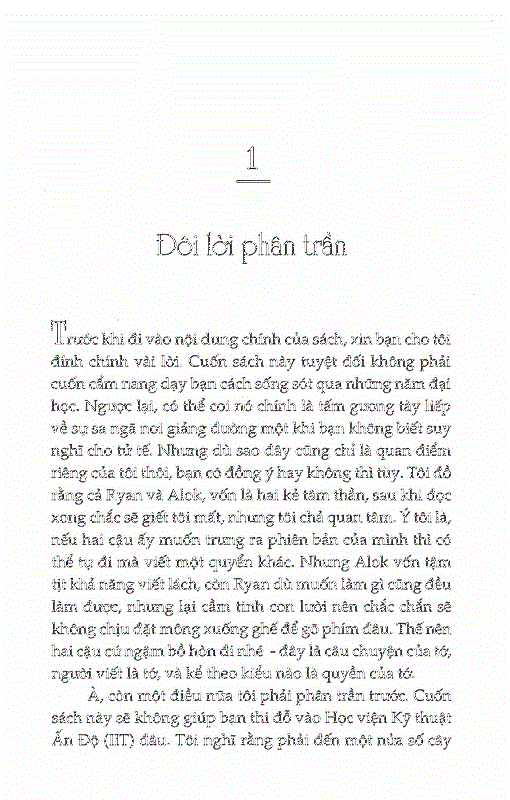 1
Đôi lời phân trần
Trước khi đi vào nội dung chính của sách, xin bạn cho tôi
đính chính vài lời. Cuốn sách này tuyệt đối không phải
cuốn cẩm nang dạy bạn cách sống sót qua những năm đại
học. Ngược lại, có thể coi nó chính là tấm gương tày liếp
về sự sa ngã nơi giảng đường một khi bạn không biết suy
nghĩ cho tử tế. Nhưng dù sao đây cũng chỉ là quan điểm
riêng của tôi thôi, bạn có đồng ý hay không thì tùy. Tôi đồ
rằng cả Ryan và Alok, vốn là hai kẻ tâm thần, sau khi đọc
xong chắc sẽ giết tôi mất, nhưng tôi chả quan tâm. Ý tôi là,
nếu hai cậu ấy muốn trưng ra phiên bản của mình thì có
thể tự đi mà viết một quyển khác. Nhưng Alok vốn tậm
tịt khả năng viết lách, còn Ryan dù muốn làm gì cũng đều
làm được, nhưng lại cầm tinh con lười nên chắc chắn sẽ
không chịu đặt mông xuống ghế để gõ phím đâu. Thế nên
hai cậu cứ ngậm bồ hòn đi nhé - đây là câu chuyện của tớ,
người viết là tớ, và kể theo kiểu nào là quyền của tớ.
À, còn một điều nữa tôi phải phân trần trước. Cuốn
sách này sẽ không giúp bạn thi đỗ vào Học viện Kỹ thuật
Ấn Độ (IIT) đâu. Tôi nghĩ rằng phải đến một nửa số cây